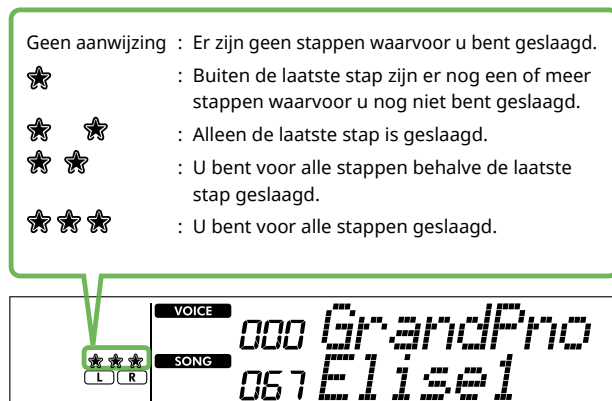 Geen aanwijzing : Er zijn geen stappen waarvoor u bent geslaagd.
: Buiten de laatste stap zijn er nog een of meer
stappen waarvoor u nog niet bent geslaagd.
: Alleen de laatste stap is geslaagd.
: U bent voor alle stappen behalve de laatste
stap geslaagd.
: U bent voor alle stappen geslaagd.
VOICE
000 GrandPno
SONG
L R
067 Elise1